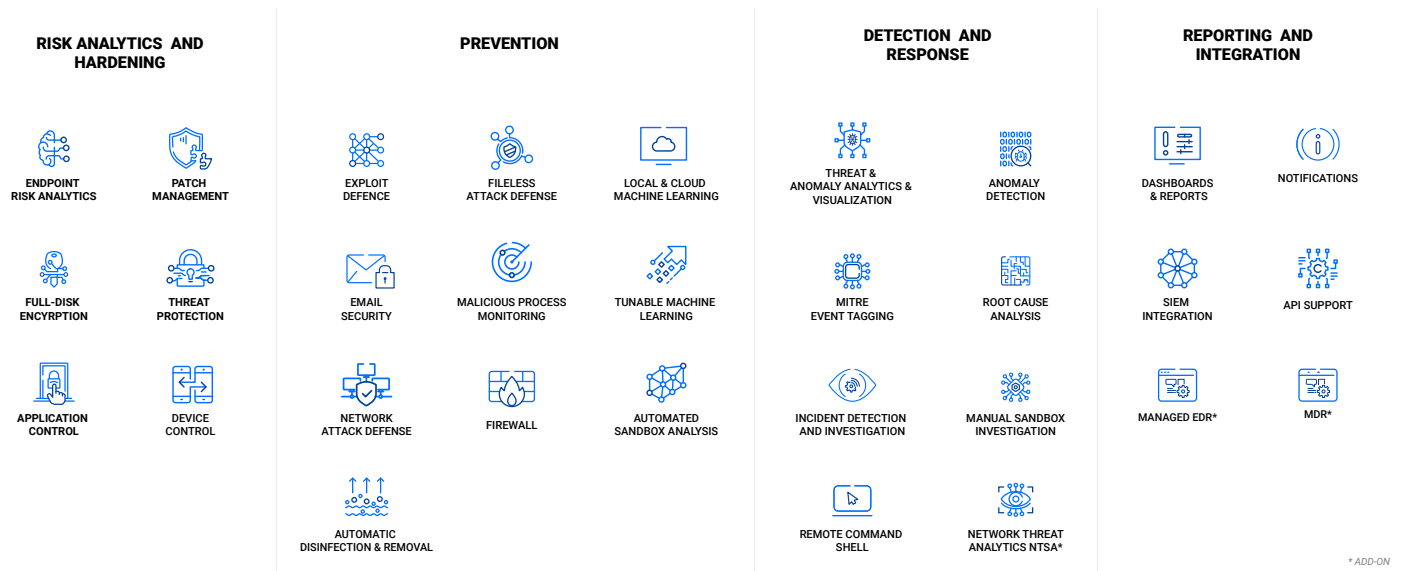 RISK ANALYTICS AND
HARDENING
ENDPOINT
RISK ANALYTICS
PATCH
MANAGEMENT
FULL-DISK
ENCYRPTION
THREAT
PROTECTION
APPLICATION
CONTROL
DEVICE
CONTROL
PREVENTION
EXPLOIT
DEFENCE
FILELESS
ATTACK DEFENSE
LOCAL & CLOUD
MACHINE LEARNING
EMAIL
SECURITY
MALICIOUS PROCESS
MONITORING
TUNABLE MACHINE
LEARNING
NETWORK
ATTACK DEFENSE
FIREWALL
AUTOMATED
SANDBOX ANALYSIS
AUTOMATIC
DISINFECTION & REMOVAL
DETECTION AND
RESPONSE
THREAT &
ANOMALY ANALYTICS &
VISUALIZATION
ANOMALY
DETECTION
MITRE
EVENT TAGGING
ROOT CAUSE
ANALYSIS
INCIDENT DETECTION
AND INVESTIGATION
MANUAL SANDBOX
INVESTIGATION
REMOTE COMMAND
SHELL
NETWORK THREAT
ANALYTICS NTSA*
REPORTING AND
INTEGRATION
DASHBOARDS
& REPORTS
NOTIFICATIONS
SIEM
INTEGRATION
API SUPPORT
MANAGED EDR*
MDR*
* ADD-ON